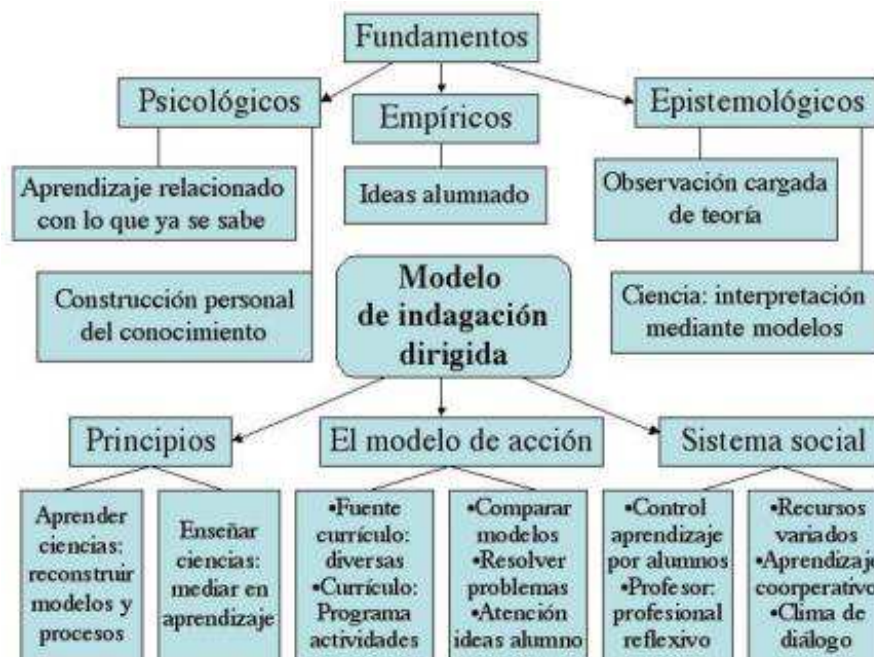 Fundamentos
Psicológicos
Empíricos
Epistemológicos
Aprendizaje relacionado
con lo que ya se sabe
Ideas alumnado
Observación cargada
de teoría
Construcción personal
del conocimiento
Modelo
de indagación
dirigida
Ciencia: interpretación
mediante modelos
Principios
El modelo de acción
Sistema social
Aprender
ciencias:
reconstruir
modelos y
procesos
Enseñar
ciencias:
mediar en
aprendizaje
•Fuente
currículo:
diversas
•Currículo:
Programa
actividades
•Comparar
modelos
•Resolver
problemas
•Atención
ideas alumno
•Control
aprendizaje
por alumnos
•Profesor:
profesional
reflexivo
•Recursos
variados
•Aprendizaje
coorperativo
•Clima de
diálogo